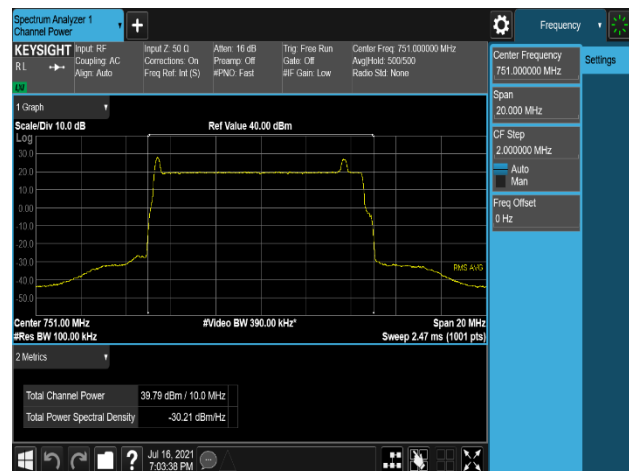 Spectrum Analyzer 1
Channel Power
+
Frequency
KEYSIGHT
RL
LV
Input: RF
Coupling: AC
Align: Auto
Input Z: 50 Ω
Corrections: On
Freq Ref: Int (S)
Atten: 16 dB
Preamp: Off
#PNO: Fast
Trig: Free Run
Gate: Off
#IF Gain: Low
Center Freq: 751.000000 MHz
Avg|Hold: 500/500
Radio Std: None
Center Frequency
751.000000 MHz
Settings
Span
20.000 MHz
CF Step
2.000000 MHz
Auto
Man
Freq Offset
0 Hz
1 Graph
Scale/Div 10.0 dB
Ref Value 40.00 dBm
Log
30.0
20.0
10.0
0.00
-10.0
-20.0
-30.0
-40.0
-50.0
RMS AVG
Center 751.00 MHz
#Video BW 390.00 kHz*
Span 20 MHz
#Res BW 100.00 kHz
Sweep 2.47 ms (1001 pts)
2 Metrics
Total Channel Power 39.79 dBm / 10.0 MHz
Total Power Spectral Density -30.21 dBm/Hz
?
Jul 16, 2021
7:03:38 PM